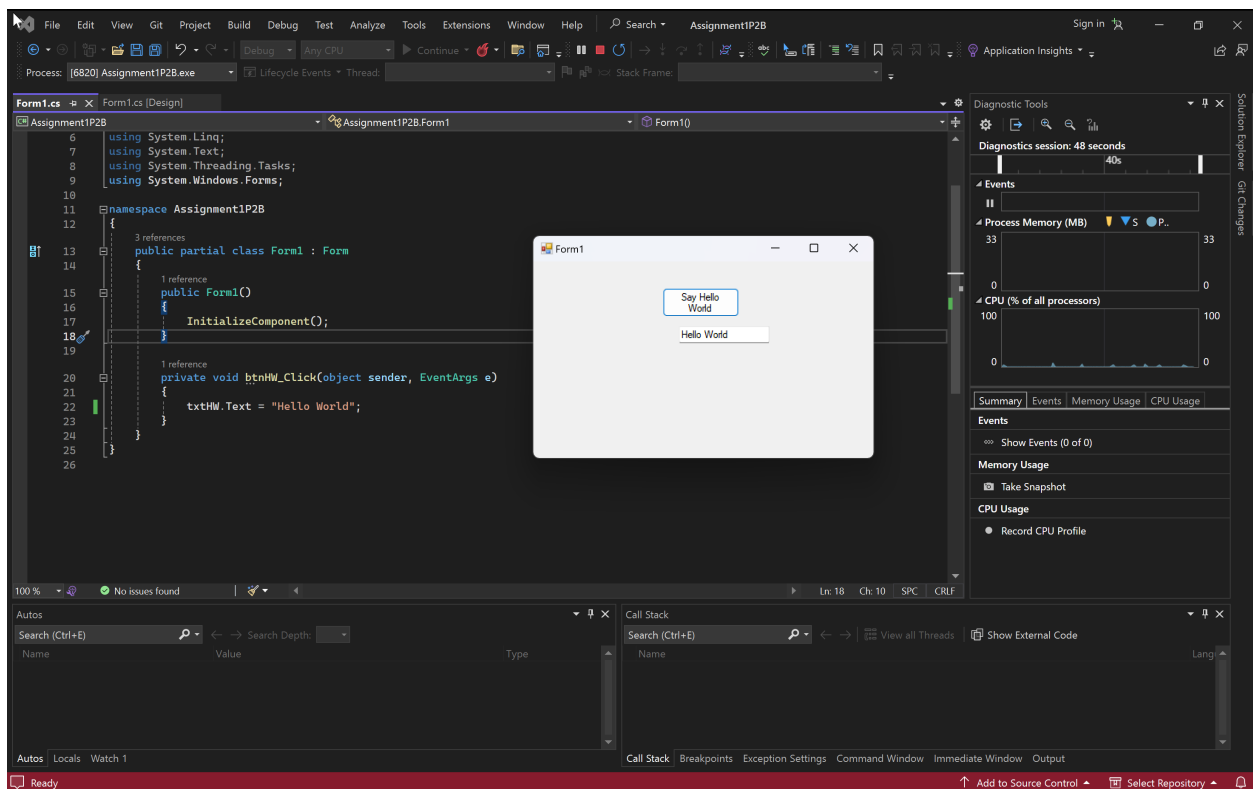 File Edit View Git Project Build Debug Test Analyze Tools Extensions Window Help Search Assignment1P2B Sign in
Debug Any CPU Continue Application Insights
Process: [6820] Assignment1P2B.exe Lifecycle Events Thread: Stack Frame:
Form1.cs Form1.cs [Design]
Assignment1P2B Assignment1P2B.Form1 Form1()
6 using System.Linq;
7 using System.Text;
8 using System.Threading.Tasks;
9 using System.Windows.Forms;
10
11 namespace Assignment1P2B
12 {
3 references
13 public partial class Form1 : Form
14 {
1 reference
15 public Form1()
16 {
17 InitializeComponent();
18 }
19
1 reference
20 private void btnHW_Click(object sender, EventArgs e)
21 {
22 txtHW.Text = "Hello World";
23 }
24 }
25 }
26
Form1
Say Hello
World
Hello World
100 % No issues found Ln: 18 Ch: 10 SPC CRLF
Diagnostic Tools
Diagnostics session: 48 seconds
40s
Events
Process Memory (MB) S P..
33 33
0 0
CPU (% of all processors)
100 100
0 0
Summary Events Memory Usage CPU Usage
Events
Show Events (0 of 0)
Memory Usage
Take Snapshot
CPU Usage
Record CPU Profile
Solution Explorer
Git Changes
Autos
Search (Ctrl+E) Search Depth:
Name Value Type
Autos Locals Watch 1
Call Stack
Search (Ctrl+E) View all Threads Show External Code
Name Lang
Call Stack Breakpoints Exception Settings Command Window Immediate Window Output
Ready Add to Source Control Select Repository